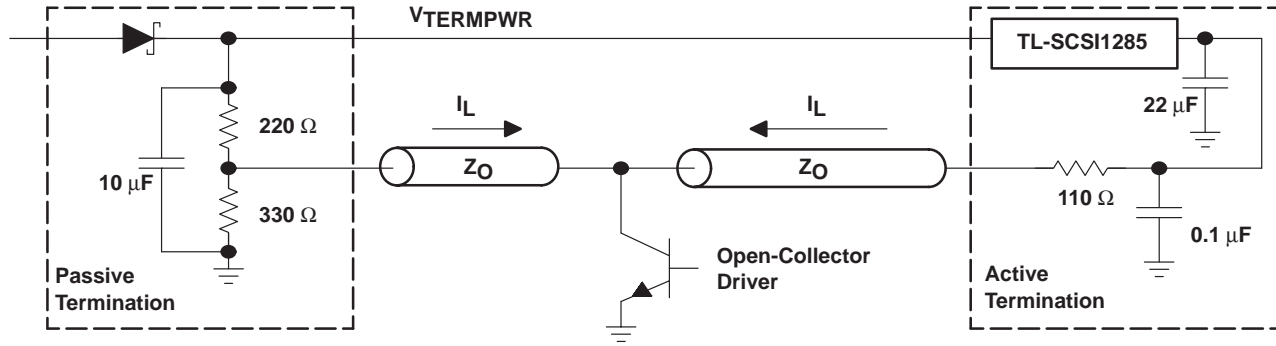 VTERMPWR
TL-SCSI1285
22 μF
220 Ω
IL
IL
10 μF
ZO
ZO
330 Ω
110 Ω
0.1 μF
Passive
Termination
Open-Collector
Driver
Active
Termination